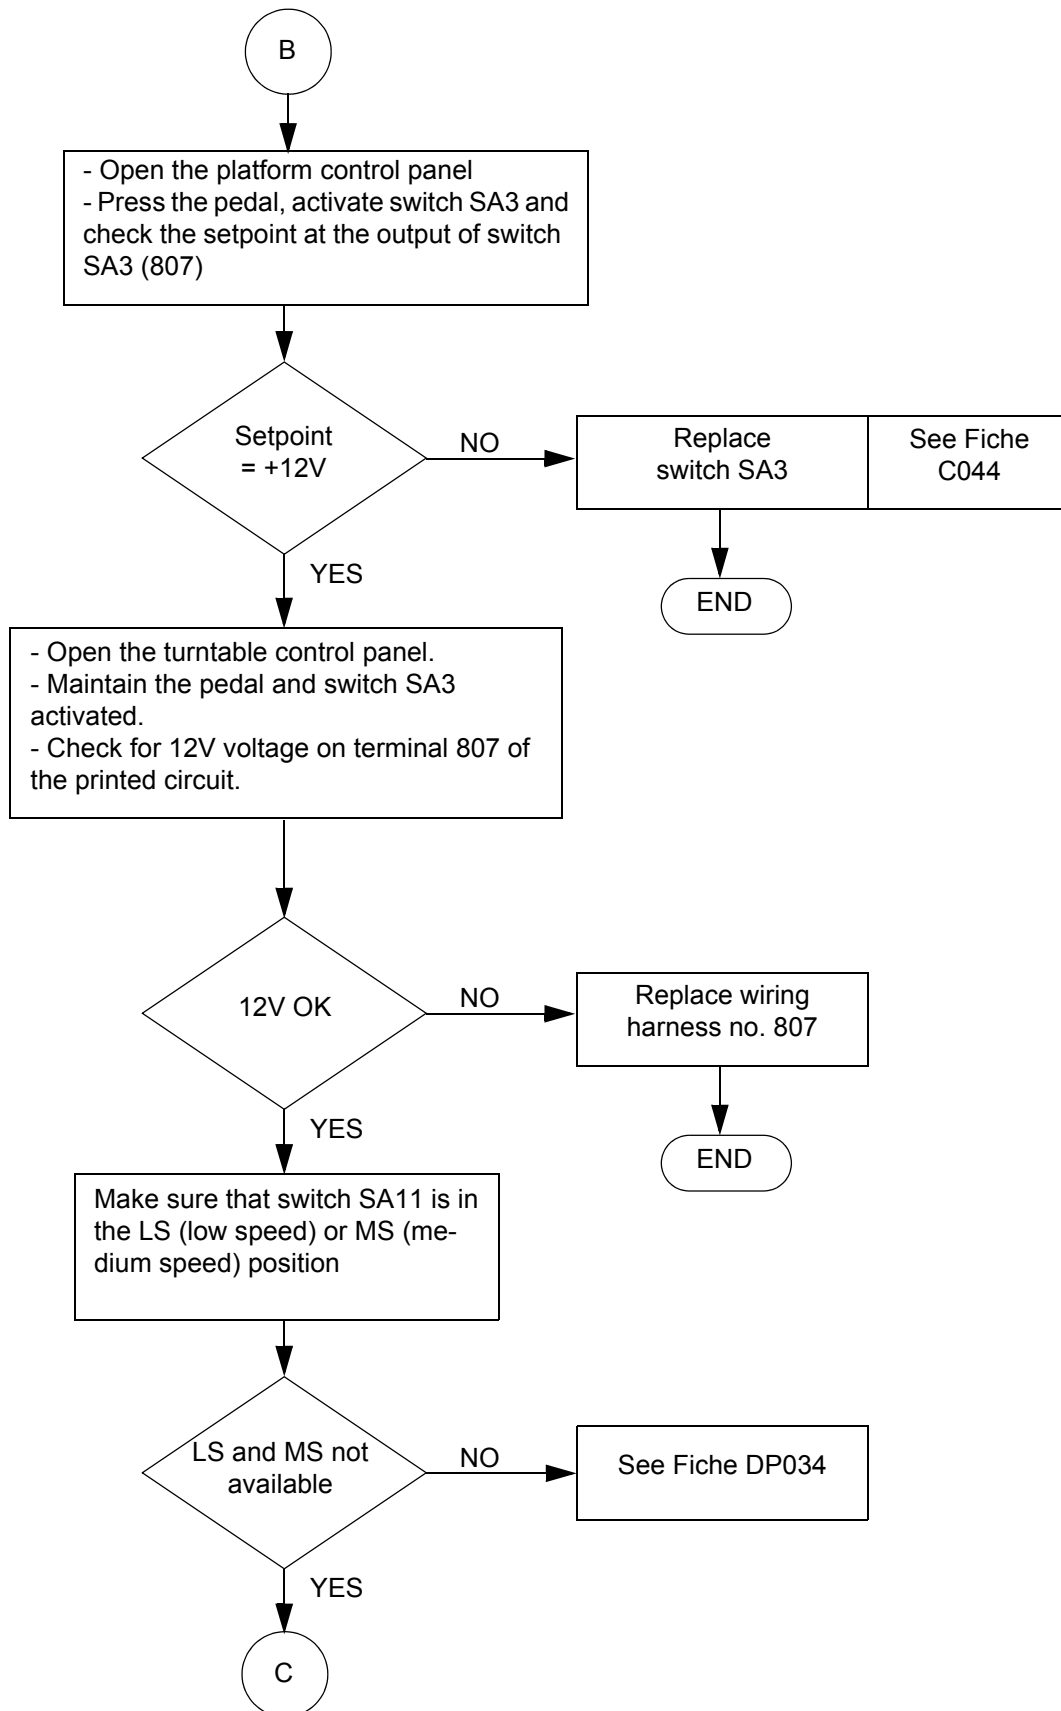 B
- Open the platform control panel
- Press the pedal, activate switch SA3 and
check the setpoint at the output of switch
SA3 (807)
Setpoint
= +12V
NO
Replace
switch SA3
See Fiche
C044
END
YES
- Open the turntable control panel.
- Maintain the pedal and switch SA3
activated.
- Check for 12V voltage on terminal 807 of
the printed circuit.
12V OK
NO
Replace wiring
harness no. 807
END
YES
Make sure that switch SA11 is in
the LS (low speed) or MS (me-
dium speed) position
LS and MS not
available
NO
See Fiche DP034
YES
C